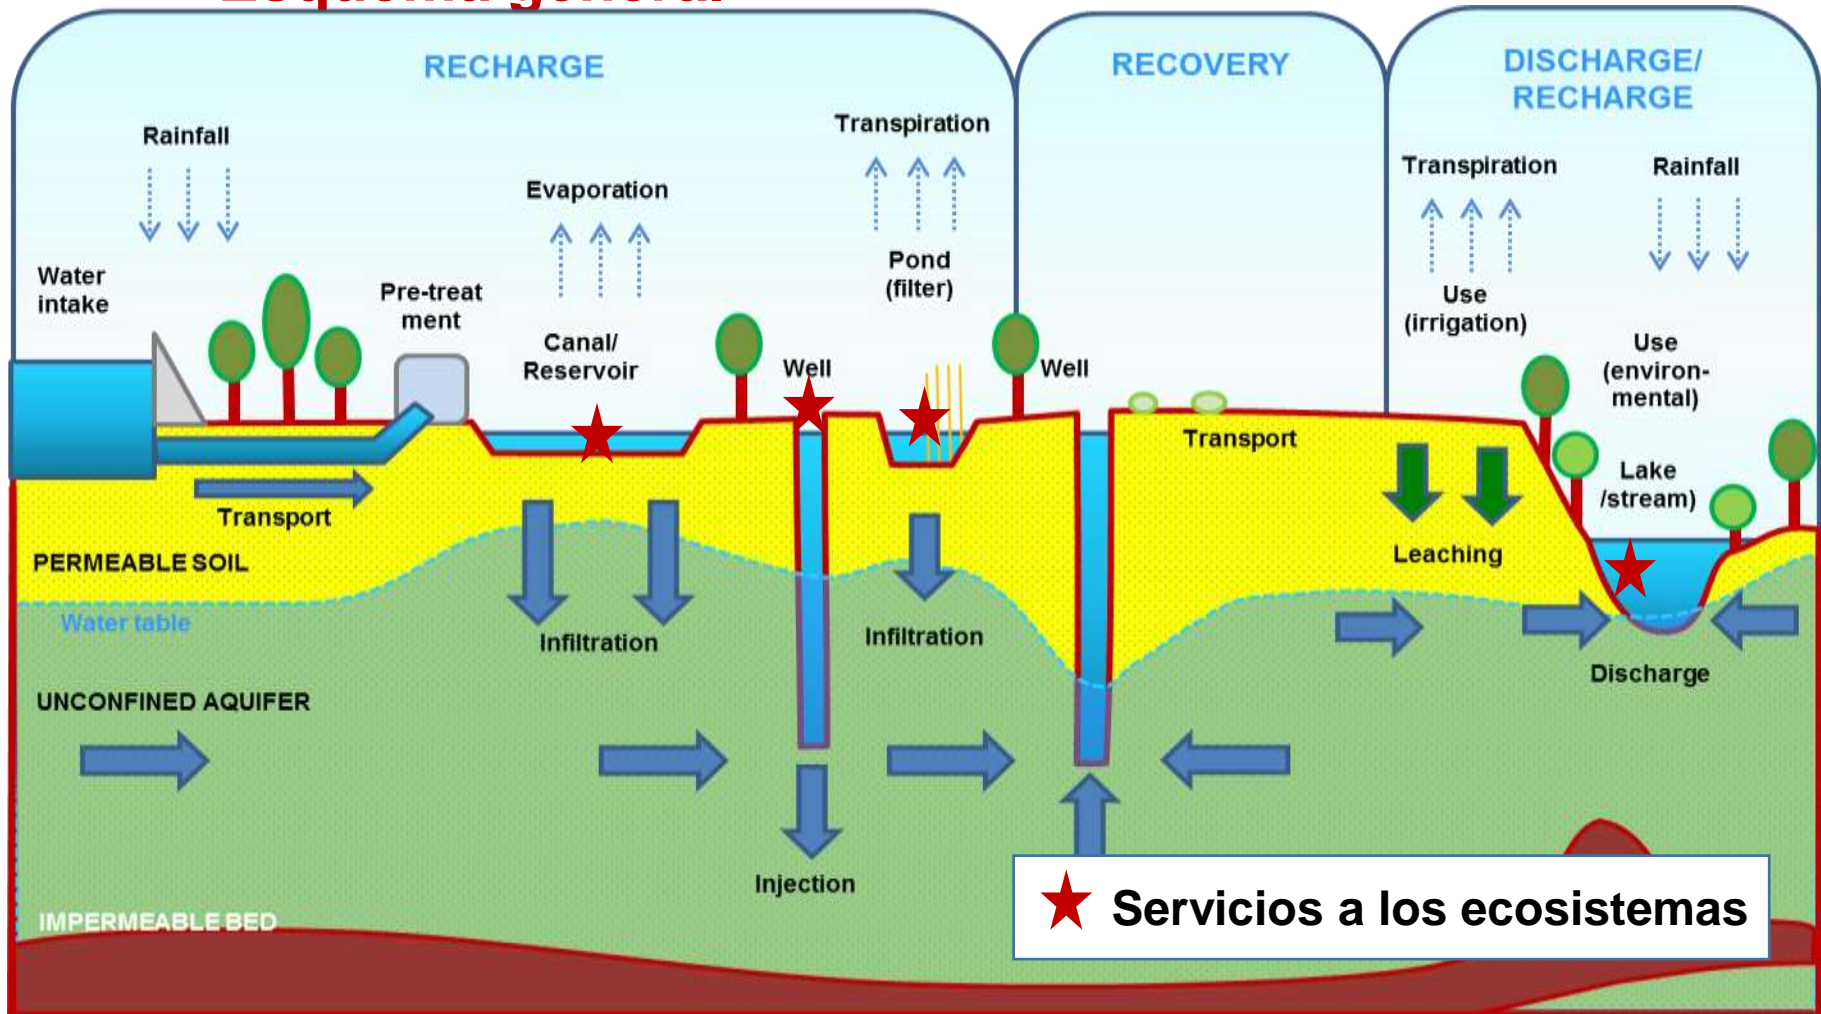 Esquema general
RECHARGE
RECOVERY
DISCHARGE/
RECHARGE
Rainfall
Transpiration
Evaporation
Transpiration
Rainfall
Water
intake
Pre-treat
ment
Canal/
Reservoir
Pond
(filter)
Well
Well
Use
(irrigation)
Use
(environ-
mental)
Lake
/stream)
Transport
Transport
Leaching
PERMEABLE SOIL
Water table
Infiltration
Infiltration
Discharge
UNCONFINED AQUIFER
Injection
IMPERMEABLE BED
Servicios a los ecosistemas